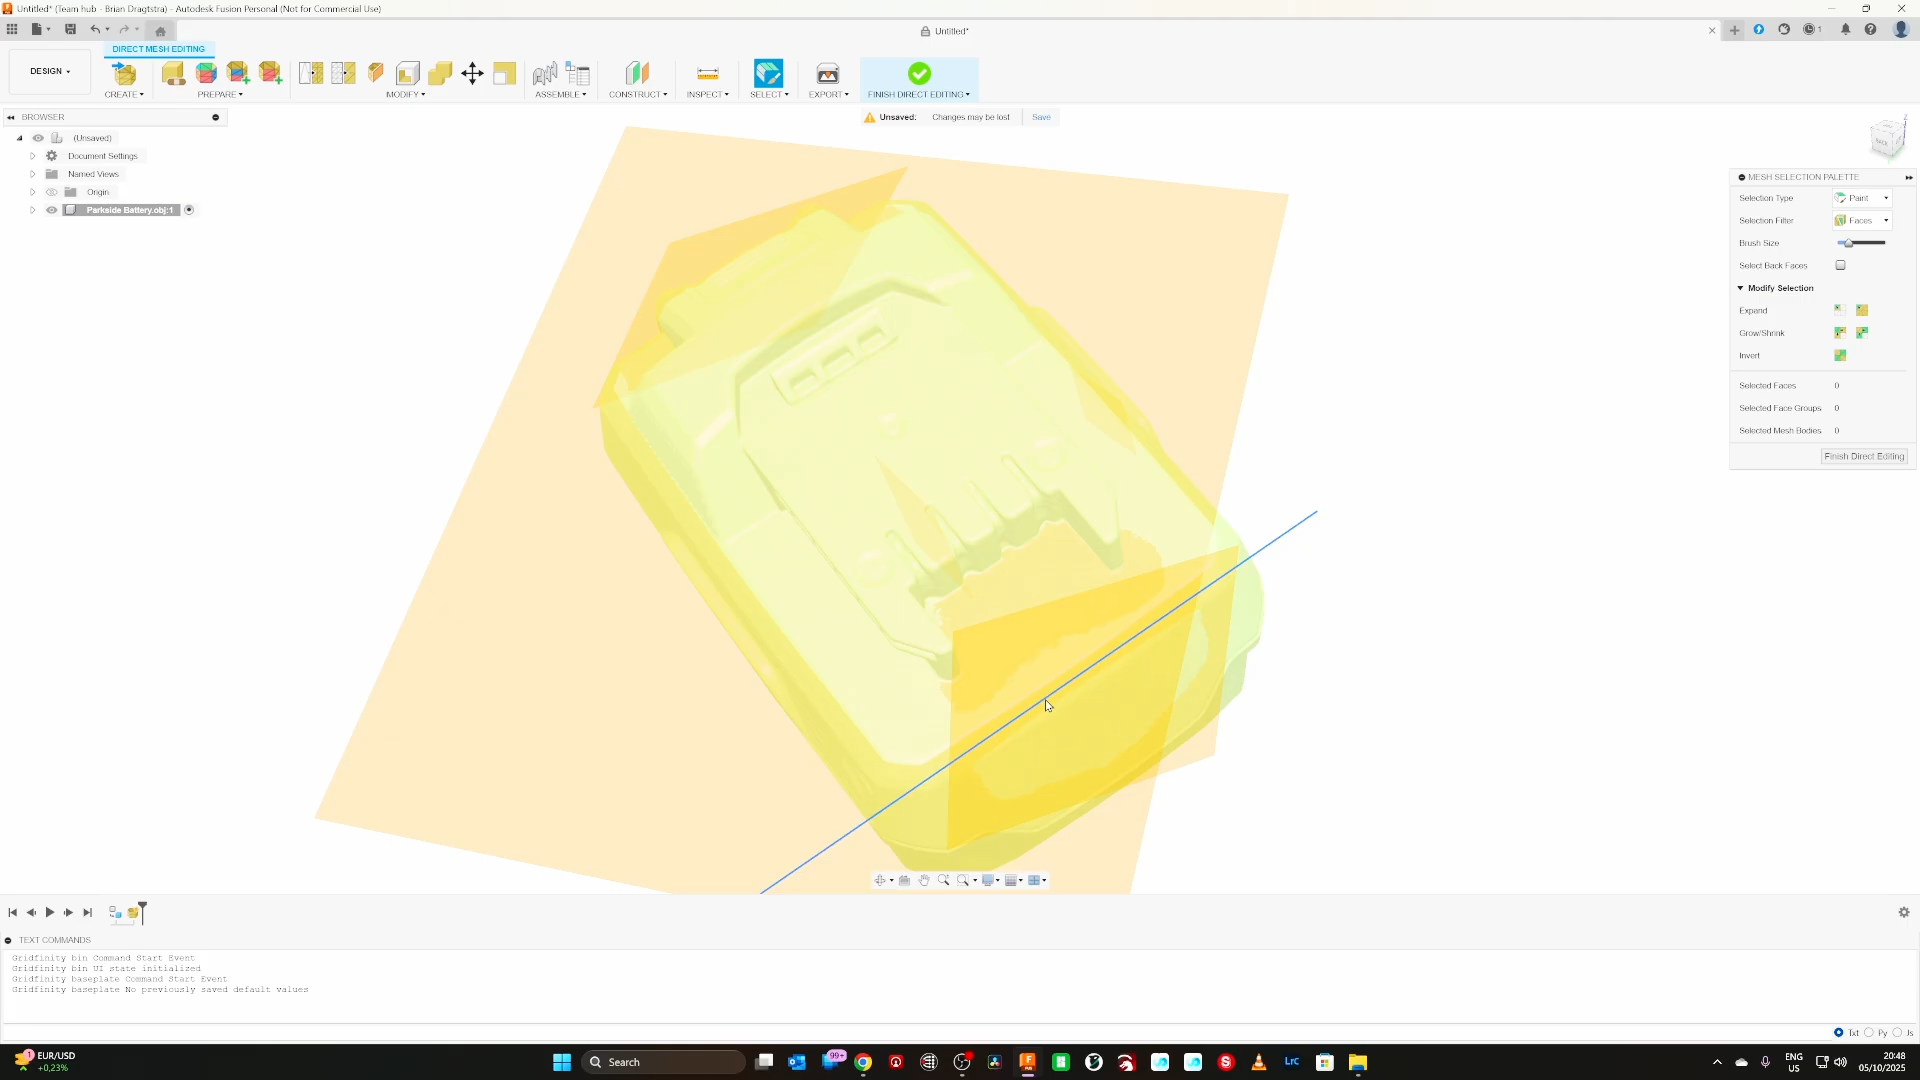 Untitled* (Team hub - Brian Dragtstra) - Autodesk Fusion Personal (Not for Commercial Use)
Untitled*
1
DIRECT MESH EDITING
DESIGN
CREATE
PREPARE
MODIFY
ASSEMBLE
CONSTRUCT
INSPECT
SELECT
EXPORT
FINISH DIRECT EDITING
BROWSER
Unsaved: Changes may be lost Save
(Unsaved)
Document Settings
Named Views
Origin
Parkside Battery.obj:1
Z
BACK
MESH SELECTION PALETTE
Selection Type Paint
Selection Filter Faces
Brush Size
Select Back Faces
Modify Selection
Expand
Grow/Shrink
Invert
Selected Faces 0
Selected Face Groups 0
Selected Mesh Bodies 0
Finish Direct Editing
TEXT COMMANDS
Gridfinity bin Command Start Event
Gridfinity bin UI state initialized
Gridfinity baseplate Command Start Event
Gridfinity baseplate No previously saved default values
Txt Py Js
1
EUR/USD
+0,23%
Search
99+
LrC
ENG
US
20:48
05/10/2025